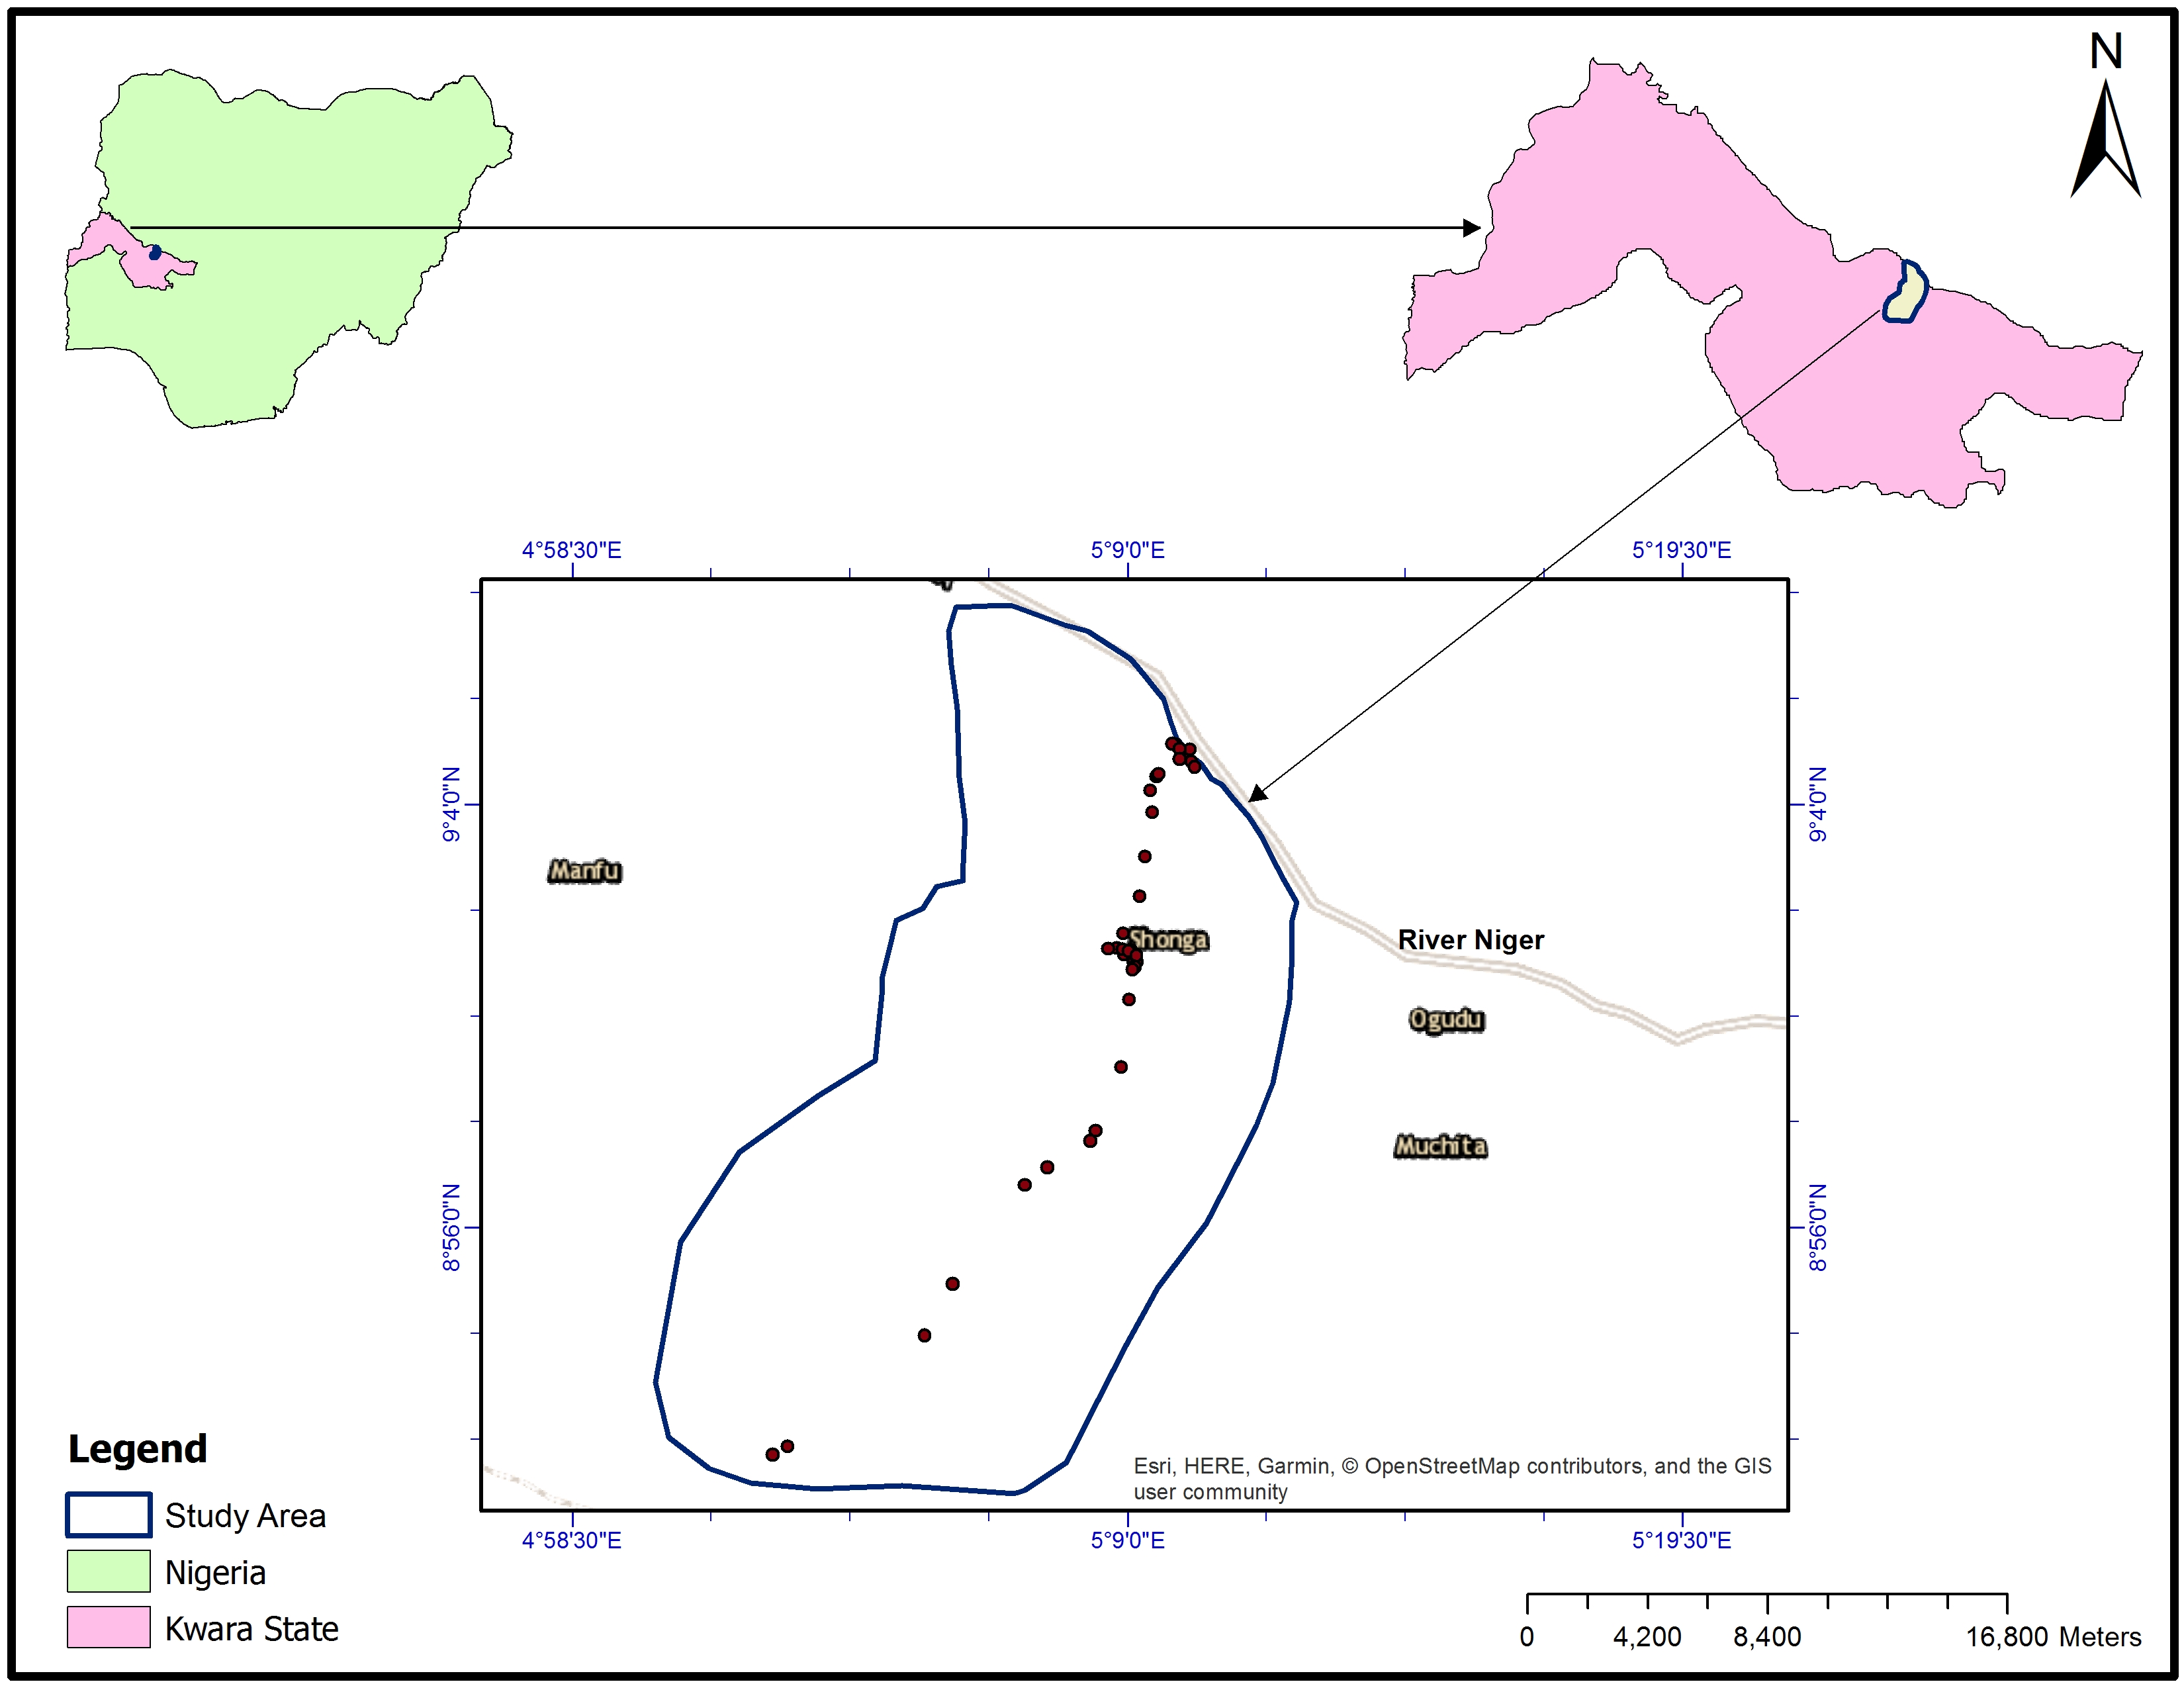 N
4°58'30"E 5°9'0"E 5°19'30"E
9°4'0"N
9°4'0"N
Manfu
Shonga
River Niger
Ogudu
Muchita
8°56'0"N
8°56'0"N
Esri, HERE, Garmin, © OpenStreetMap contributors, and the GIS
user community
4°58'30"E 5°9'0"E 5°19'30"E
Legend
Study Area
Nigeria
Kwara State
0 4,200 8,400 16,800 Meters